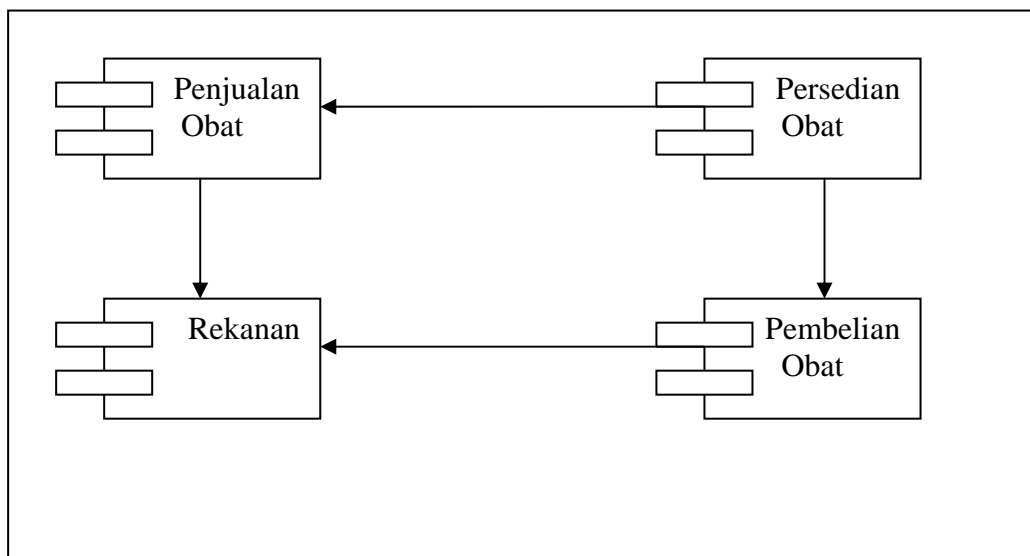 Penjualan
Obat
Persedian
Obat
Rekanan
Pembelian
Obat